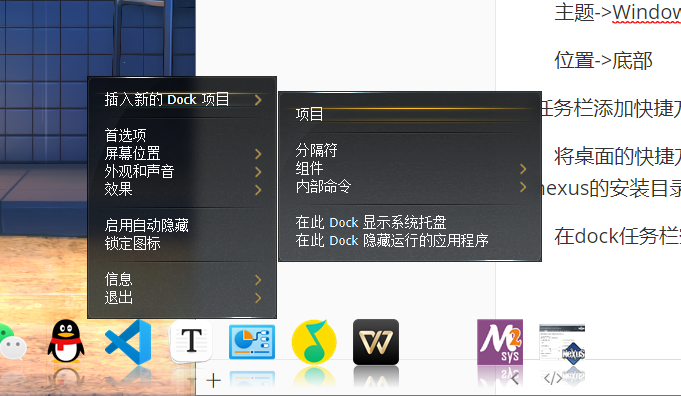 主题->Window
位置->底部
任务栏添加快捷
将桌面的快捷
nexus的安装目录
在dock任务栏
插入新的 Dock 项目
首选项
屏幕位置
外观和声音
效果
启用自动隐藏
锁定图标
信息
退出
项目
分隔符
组件
内部命令
在此 Dock 显示系统托盘
在此 Dock 隐藏运行的应用程序
T
W
M2
sys
Nexus